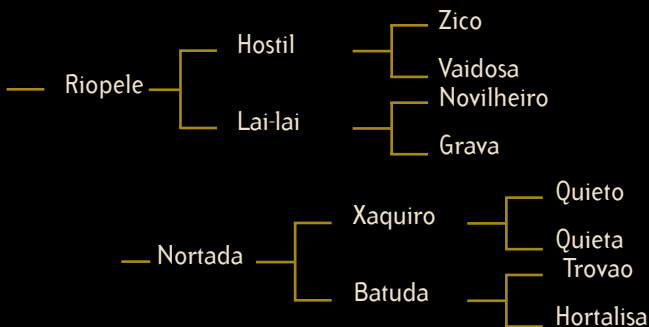 Zico
Hostil
Vaidosa
Riopele
Novilheiro
Lai-lai
Grava
Quieto
Xaquiro
Quieta
Nortada
Trovao
Batuda
Hortalisa